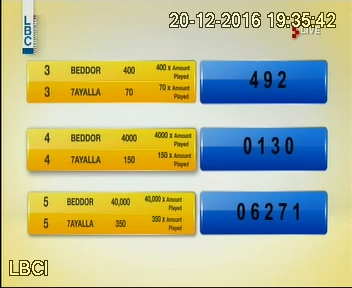 20-12-2016 19:35:42
LBC
LIVE
3 BEDDOR 400 400 x Amount Played
3 7AYALLA 70 70 x Amount Played
492
4 BEDDOR 4000 4000 x Amount Played
4 7AYALLA 150 150 x Amount Played
0130
5 BEDDOR 40,000 40,000 x Amount Played
5 7AYALLA 350 350 x Amount Played
06271
LBCI